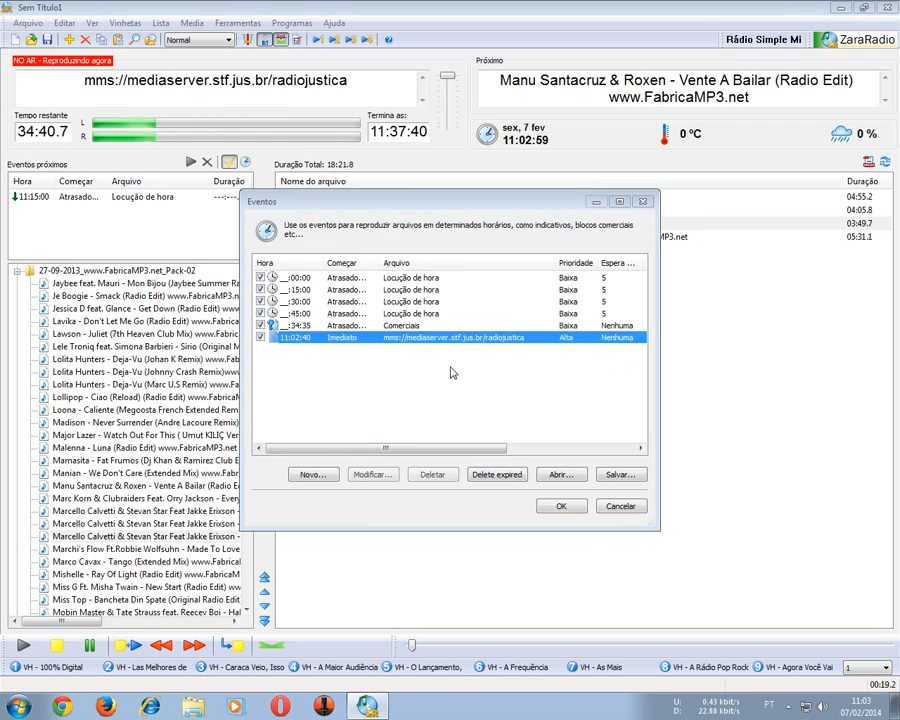 Sem Título1
Arquivo Editar Ver Vinhetas Lista Media Ferramentas Programas Ajuda
Normal
Rádio Simple Mi
ZaraRadio
NO AR - Reproduzindo agora
mms://mediaserver.stf.jus.br/radiojustica
Tempo restante
34:40.7
L
R
Termina as:
11:37:40
Próximo
Manu Santacruz & Roxen - Vente A Bailar (Radio Edit)
www.FabricaMP3.net
sex, 7 fev
11:02:59
0 ºC
0 %
Eventos próximos
Hora Começar Arquivo Duração
11:15:00 Atrasado... Locução de hora ---:--.-
Duração Total: 18:21.8
Nome do arquivo Duração
04:55.2
04:05.8
03:49.7
MP3.net 05:31.1
27-09-2013_www.FabricaMP3.net_Pack-02
Jaybee feat. Mauri - Mon Bijou (Jaybee Summer Ra
Je Boogie - Smack (Radio Edit) www.FabricaMP3.n
Jessica D feat. Glance - Get Down (Radio Edit) ww
Lavika - Don't Let Me Go (Radio Edit) www.Fabrica
Lawson - Juliet (7th Heaven Club Mix) www.Fabric
Lele Troniq feat. Simona Barbieri - Sirio (Original M
Lolita Hunters - Deja-Vu (Johan K Remix) www.Fab
Lolita Hunters - Deja-Vu (Johnny Crash Remix)ww
Lolita Hunters - Deja-Vu (Marc U.S Remix) www.Fa
Lollipop - Ciao (Reload) (Radio Edit) www.FabricaM
Loona - Caliente (Megoosta French Extended Rem
Madison - Never Surrender (Andre Lacoure Remix)
Major Lazer - Watch Out For This ( Umut KILIÇ Ver
Malenna - Luna (Radio Edit) www.FabricaMP3.net
Mamasita - Fat Frumos (Dj Khan & Ramirez Club E
Manian - We Don't Care (Extended Mix) www.Fabr
Manu Santacruz & Roxen - Vente A Bailar (Radio E
Marc Korn & Clubraiders Feat. Orry Jackson - Every
Marcello Calvetti & Stevan Star Feat Jakke Erixson -
Marcello Calvetti & Stevan Star Feat Jakke Erixson -
Marcello Calvetti & Stevan Star Feat Jakke Erixson -
Marchi's Flow Ft.Robbie Wolfsuhn - Made To Love
Marco Cavax - Tango (Extended Mix) www.FabricaM
Mishelle - Ray Of Light (Radio Edit) www.FabricaM
Miss G Ft. Misha Twain - New Start (Radio Edit) ww
Miss Top - Bancheta Din Spate (Original Radio Edit
Mobin Master & Tate Strauss feat. Reecey Boi - Hal
Eventos
Use os eventos para reproduzir arquivos em determinados horários, como indicativos, blocos comerciais
etc...
Hora Começar Arquivo Prioridade Espera ...
__:00:00 Atrasado... Locução de hora Baixa 5
__:15:00 Atrasado... Locução de hora Baixa 5
__:30:00 Atrasado... Locução de hora Baixa 5
__:45:00 Atrasado... Locução de hora Baixa 5
__:34:35 Atrasado... Comerciais Baixa Nenhuma
11:02:40 Imediato mms://mediaserver.stf.jus.br/radiojustica Alta Nenhuma
Novo... Modificar... Deletar Delete expired Abrir... Salvar...
OK Cancelar
1 VH - 100% Digital 2 VH - Las Melhores de 3 VH - Caraca Veio, Isso 4 VH - A Maior Audiência 5 VH - O Lançamento, 6 VH - A Frequência 7 VH - As Mais 8 VH - A Rádio Pop Rock 9 VH - Agora Você Vai 1
00:19.2
U: 0.43 kbit/s
D: 22.88 kbit/s
PT
11:03
07/02/2014